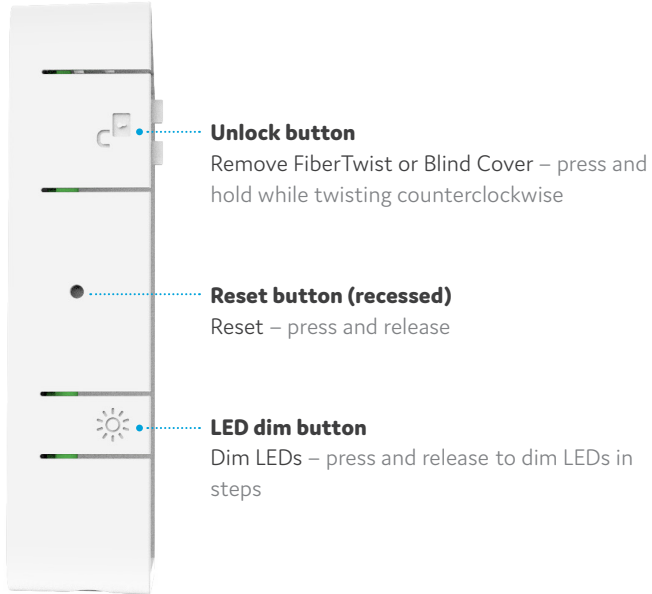 Unlock button
Remove FiberTwist or Blind Cover – press and
hold while twisting counterclockwise
Reset button (recessed)
Reset – press and release
LED dim button
Dim LEDs – press and release to dim LEDs in
steps